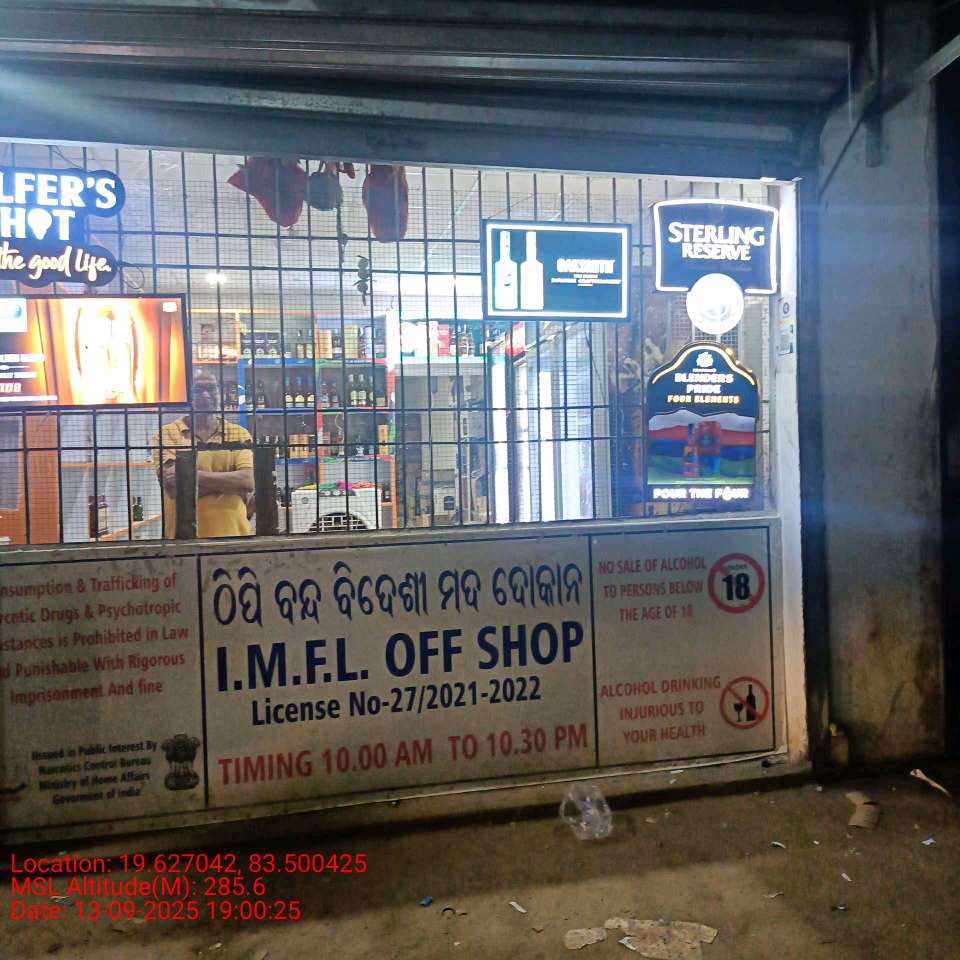 LFER'S
HOT
the good life.
OAKSMITH
STERLING
RESERVE
BLENDERS
PRIDE
FOUR ELEMENTS
POUR THE FOUR
nsumption & Trafficking of
rcotic Drugs & Psychotropic
bstances is Prohibited in Law
d Punishable With Rigorous
Imprisonment And fine
Issued in Public Interest By
Narcotics Control Bureau
Ministry of Home Affairs
Goverment of India
ଠିପି ବନ୍ଦ ବିଦେଶୀ ମଦ ଦୋକାନ
I.M.F.L. OFF SHOP
License No-27/2021-2022
TIMING 10.00 AM TO 10.30 PM
NO SALE OF ALCOHOL
TO PERSONS BELOW
THE AGE OF 18
18
ALCOHOL DRINKING
INJURIOUS TO
YOUR HEALTH
Location: 19.627042, 83.500425
MSL Altitude(M): 285.6
Date: 13-09-2025 19:00:25